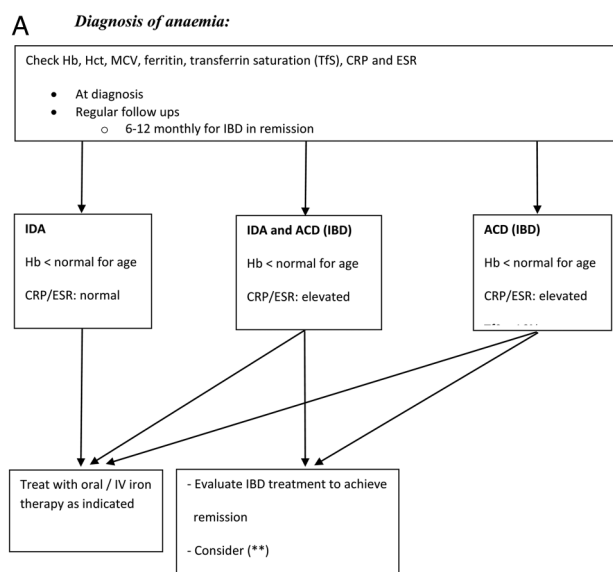 A
Diagnosis of anaemia:
Check Hb, Hct, MCV, ferritin, transferrin saturation (TfS), CRP and ESR
• At diagnosis
• Regular follow ups
o 6-12 monthly for IBD in remission
IDA
Hb < normal for age
CRP/ESR: normal
IDA and ACD (IBD)
Hb < normal for age
CRP/ESR: elevated
ACD (IBD)
Hb < normal for age
CRP/ESR: elevated
Treat with oral / IV iron
therapy as indicated
- Evaluate IBD treatment to achieve
remission
- Consider (**)